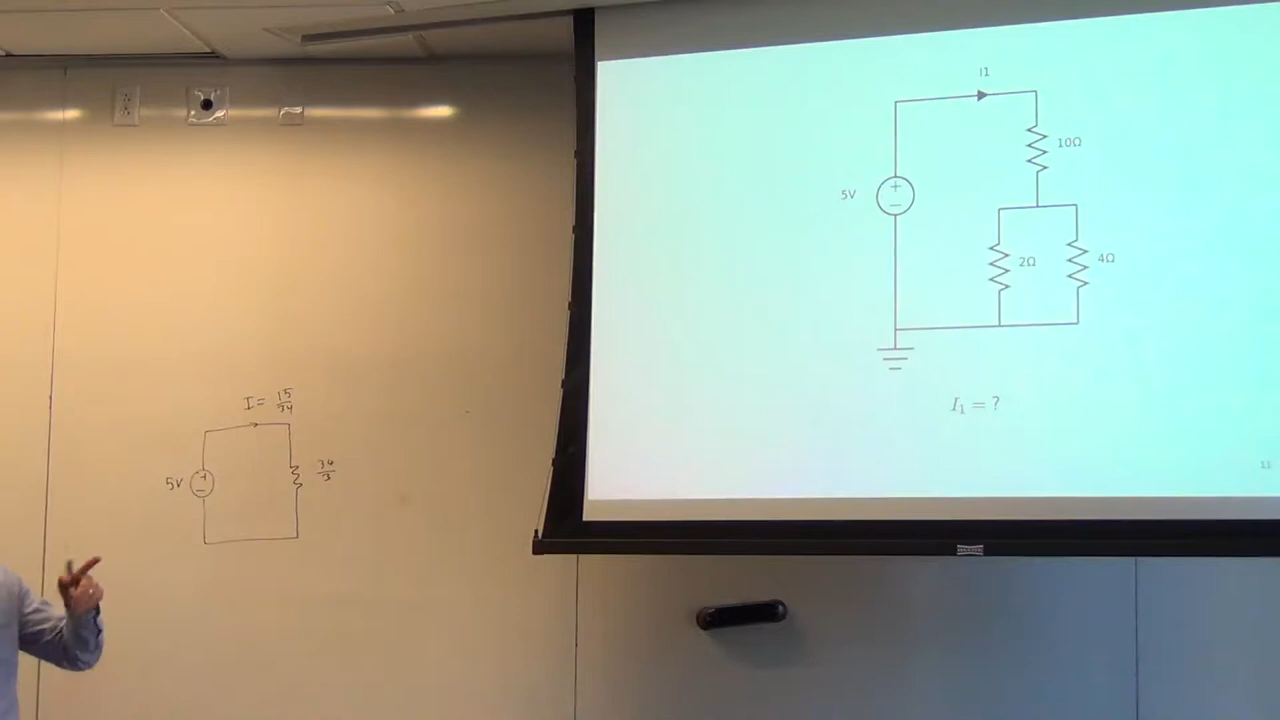 I = 15/34
5V
+
−
34/3
I1
10Ω
5V
+
−
2Ω
4Ω
I₁ = ?
11